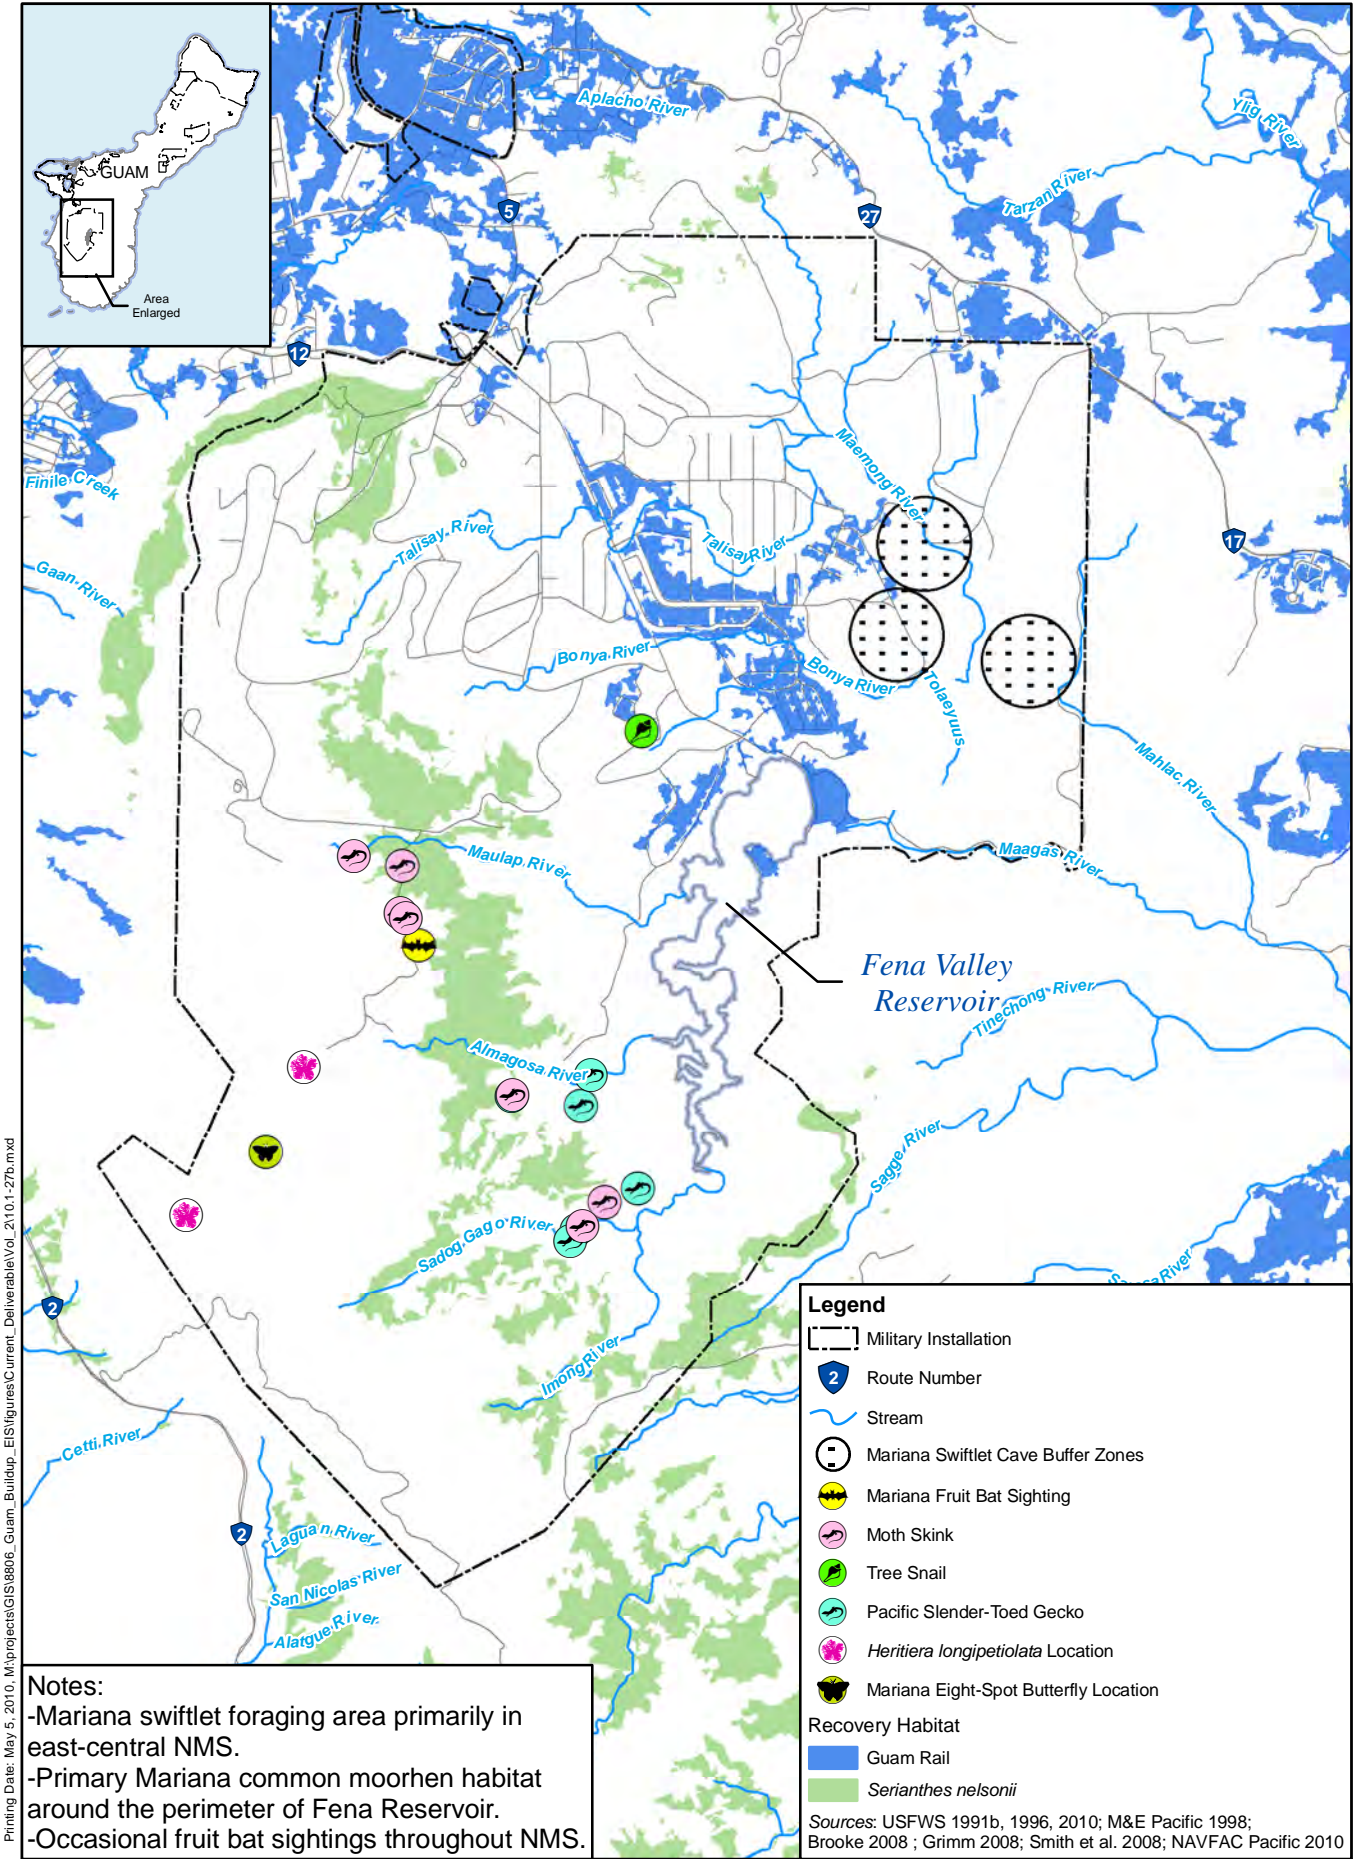 GUAM
Area
Enlarged
Aplacho River
Ylig River
Tarzan River
5
27
12
Finile Creek
Maemong River
Talisay River
Talisay River
17
Gaan River
Bonya River
Bonya River
Tolaeyuus
Mahlac River
Maulap River
Maagas River
Fena Valley
Reservoir
Tinechong River
Almagosa River
Sagge River
Sadog Gago River
River
2
Imong River
Cetti River
2
Laguan River
San Nicolas River
Alatgue River
Legend
Military Installation
2 Route Number
Stream
Mariana Swiftlet Cave Buffer Zones
Mariana Fruit Bat Sighting
Moth Skink
Tree Snail
Pacific Slender-Toed Gecko
Heritiera longipetiolata Location
Mariana Eight-Spot Butterfly Location
Recovery Habitat
Guam Rail
Serianthes nelsonii
Sources: USFWS 1991b, 1996, 2010; M&E Pacific 1998;
Brooke 2008 ; Grimm 2008; Smith et al. 2008; NAVFAC Pacific 2010
Notes:
-Mariana swiftlet foraging area primarily in
east-central NMS.
-Primary Mariana common moorhen habitat
around the perimeter of Fena Reservoir.
-Occasional fruit bat sightings throughout NMS.
Printing Date: May 5, 2010, M:\projects\GIS\8806_Guam_Buildup_EIS\figures\Current_Deliverable\Vol_2\10.1-27b.mxd